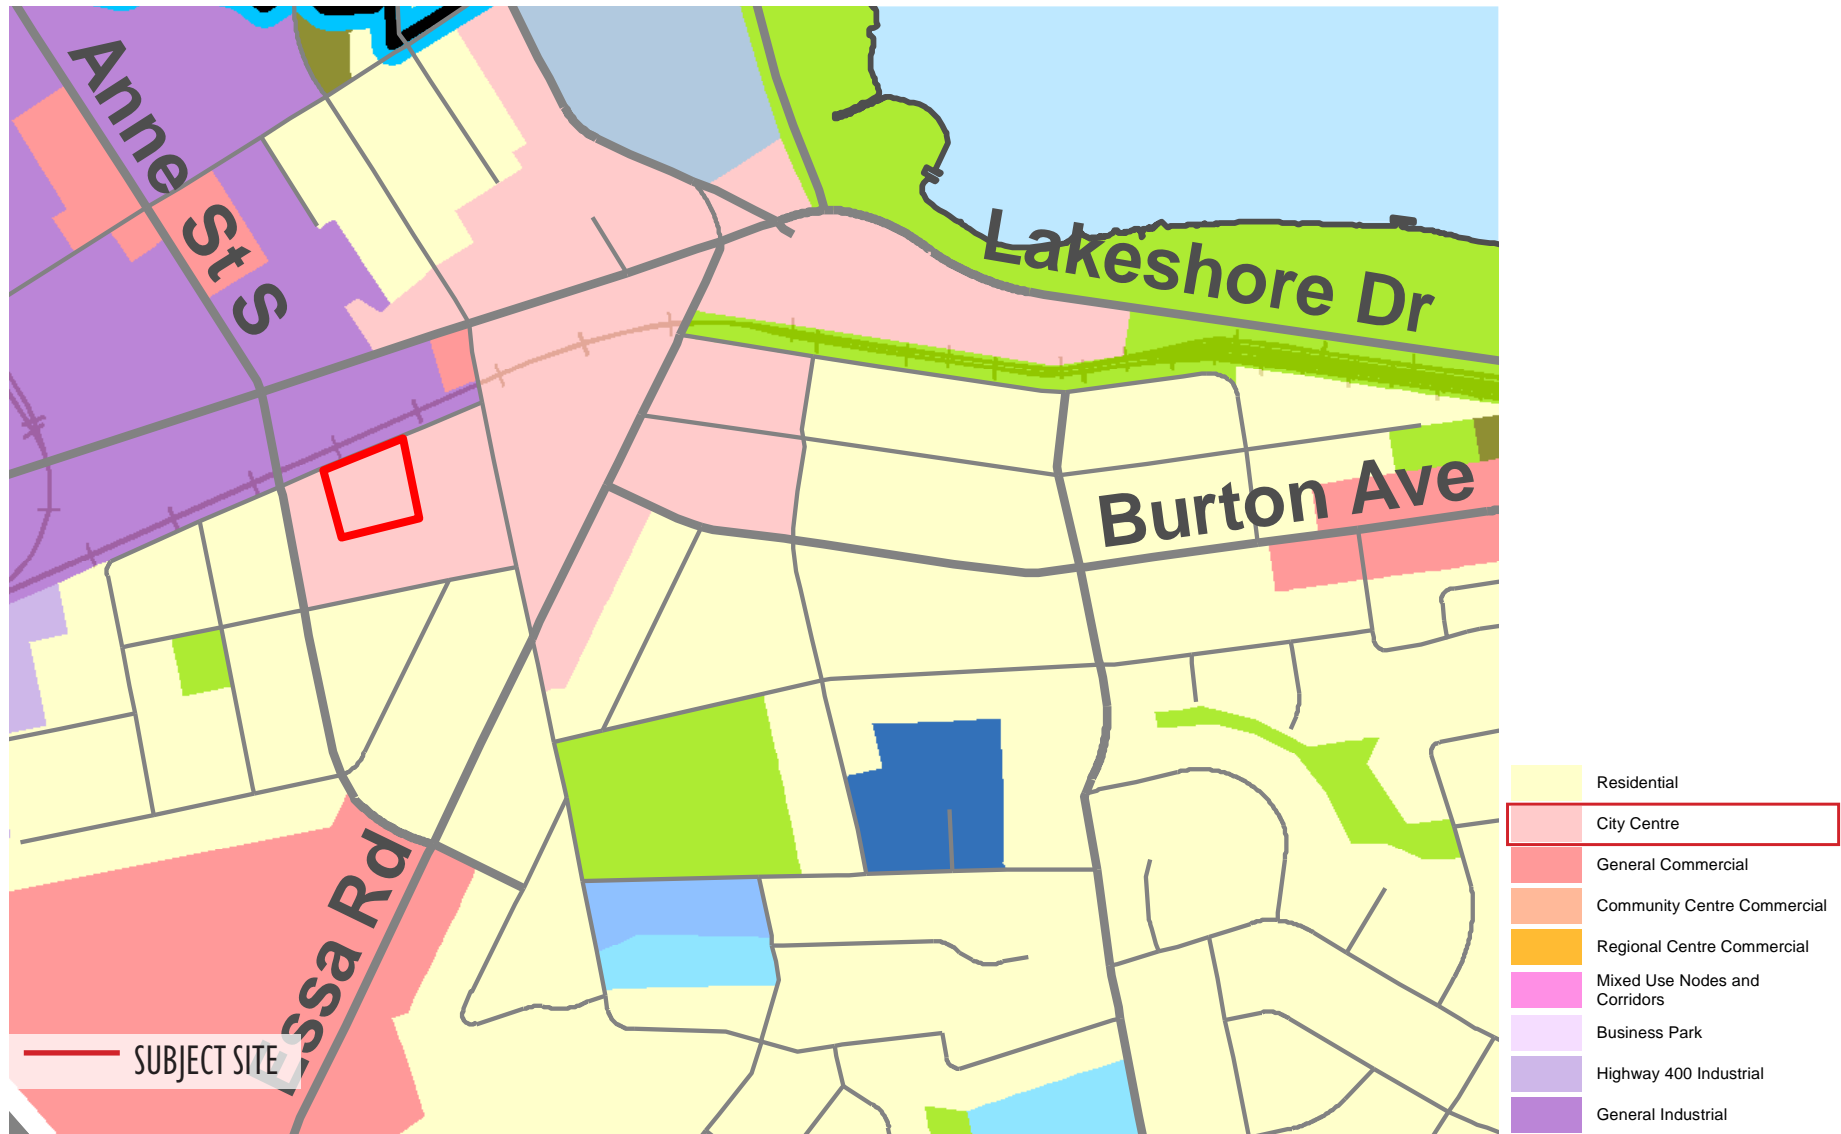 Anne St S
Lakeshore Dr
Burton Ave
Essa Rd
SUBJECT SITE
Residential
City Centre
General Commercial
Community Centre Commercial
Regional Centre Commercial
Mixed Use Nodes and
Corridors
Business Park
Highway 400 Industrial
General Industrial